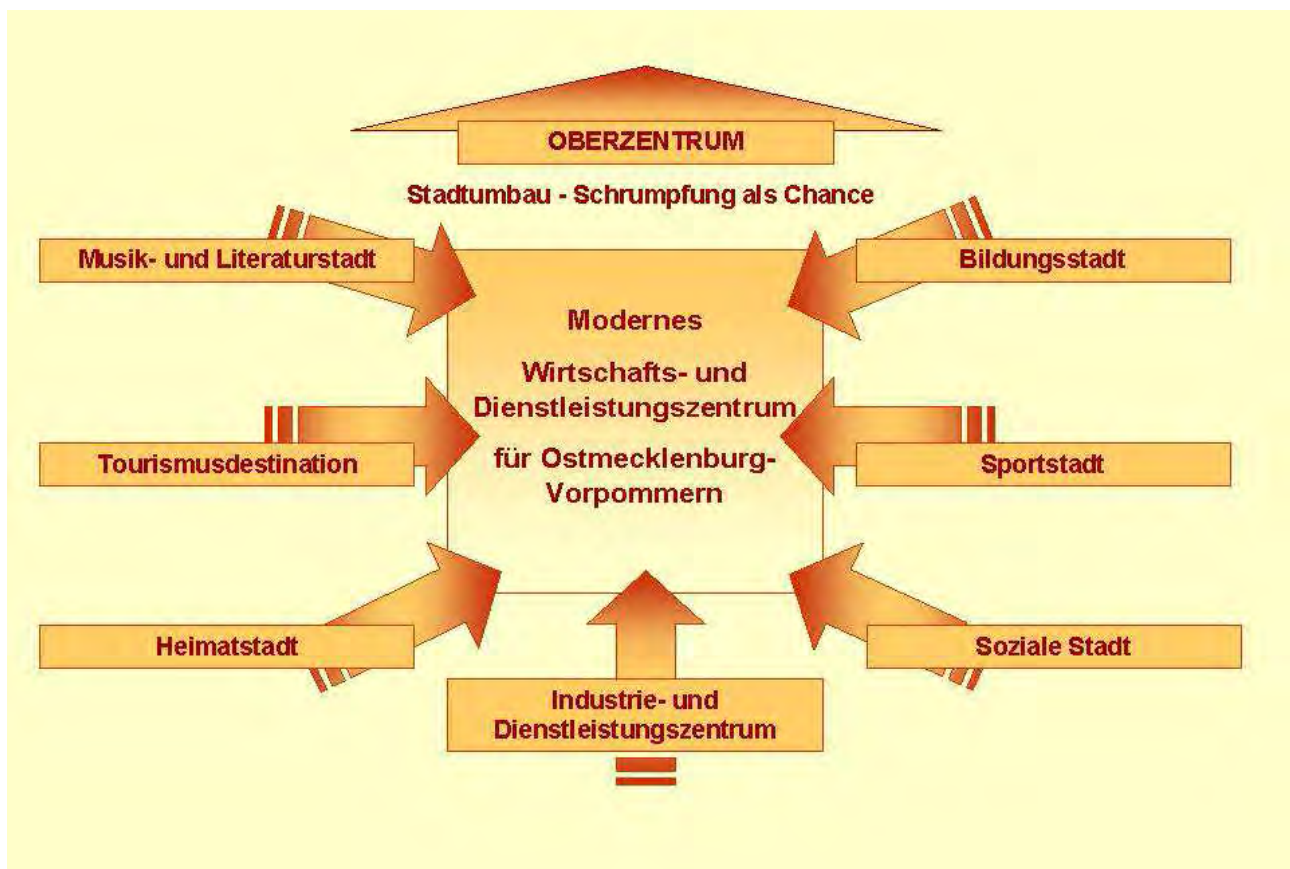 OBERZENTRUM
Stadtumbau - Schrumpfung als Chance
Musik- und Literaturstadt
Bildungsstadt
Modernes
Wirtschafts- und
Dienstleistungszentrum
für Ostmecklenburg-
Vorpommern
Tourismusdestination
Sportstadt
Heimatstadt
Soziale Stadt
Industrie- und
Dienstleistungszentrum